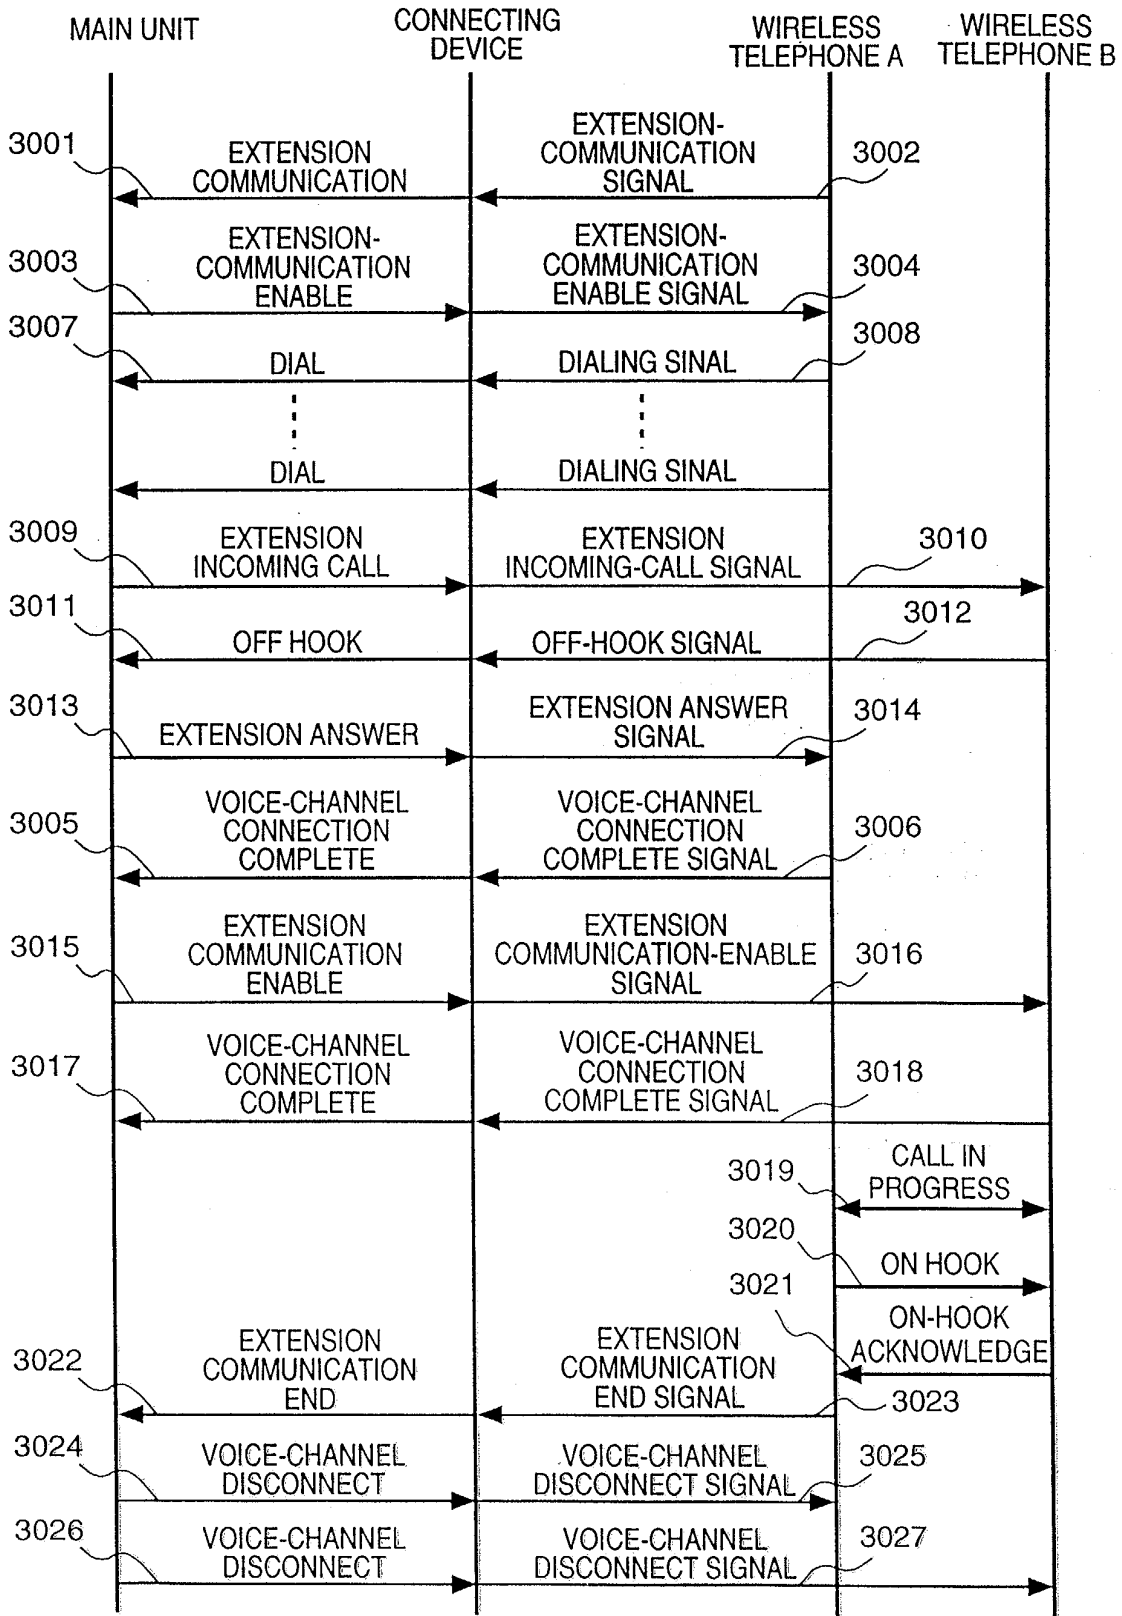 MAIN UNIT
CONNECTING
DEVICE
WIRELESS
TELEPHONE A
WIRELESS
TELEPHONE B
3001
EXTENSION
COMMUNICATION
EXTENSION-
COMMUNICATION
SIGNAL
3002
3003
EXTENSION-
COMMUNICATION
ENABLE
EXTENSION-
COMMUNICATION
ENABLE SIGNAL
3004
3007
DIAL
DIALING SINAL
3008
DIAL
DIALING SINAL
3009
EXTENSION
INCOMING CALL
EXTENSION
INCOMING-CALL SIGNAL
3010
3011
OFF HOOK
OFF-HOOK SIGNAL
3012
3013
EXTENSION ANSWER
EXTENSION ANSWER
SIGNAL
3014
3005
VOICE-CHANNEL
CONNECTION
COMPLETE
VOICE-CHANNEL
CONNECTION
COMPLETE SIGNAL
3006
3015
EXTENSION
COMMUNICATION
ENABLE
EXTENSION
COMMUNICATION-ENABLE
SIGNAL
3016
3017
VOICE-CHANNEL
CONNECTION
COMPLETE
VOICE-CHANNEL
CONNECTION
COMPLETE SIGNAL
3018
3019
CALL IN
PROGRESS
3020
ON HOOK
3021
ON-HOOK
ACKNOWLEDGE
3022
EXTENSION
COMMUNICATION
END
EXTENSION
COMMUNICATION
END SIGNAL
3023
3024
VOICE-CHANNEL
DISCONNECT
VOICE-CHANNEL
DISCONNECT SIGNAL
3025
3026
VOICE-CHANNEL
DISCONNECT
VOICE-CHANNEL
DISCONNECT SIGNAL
3027